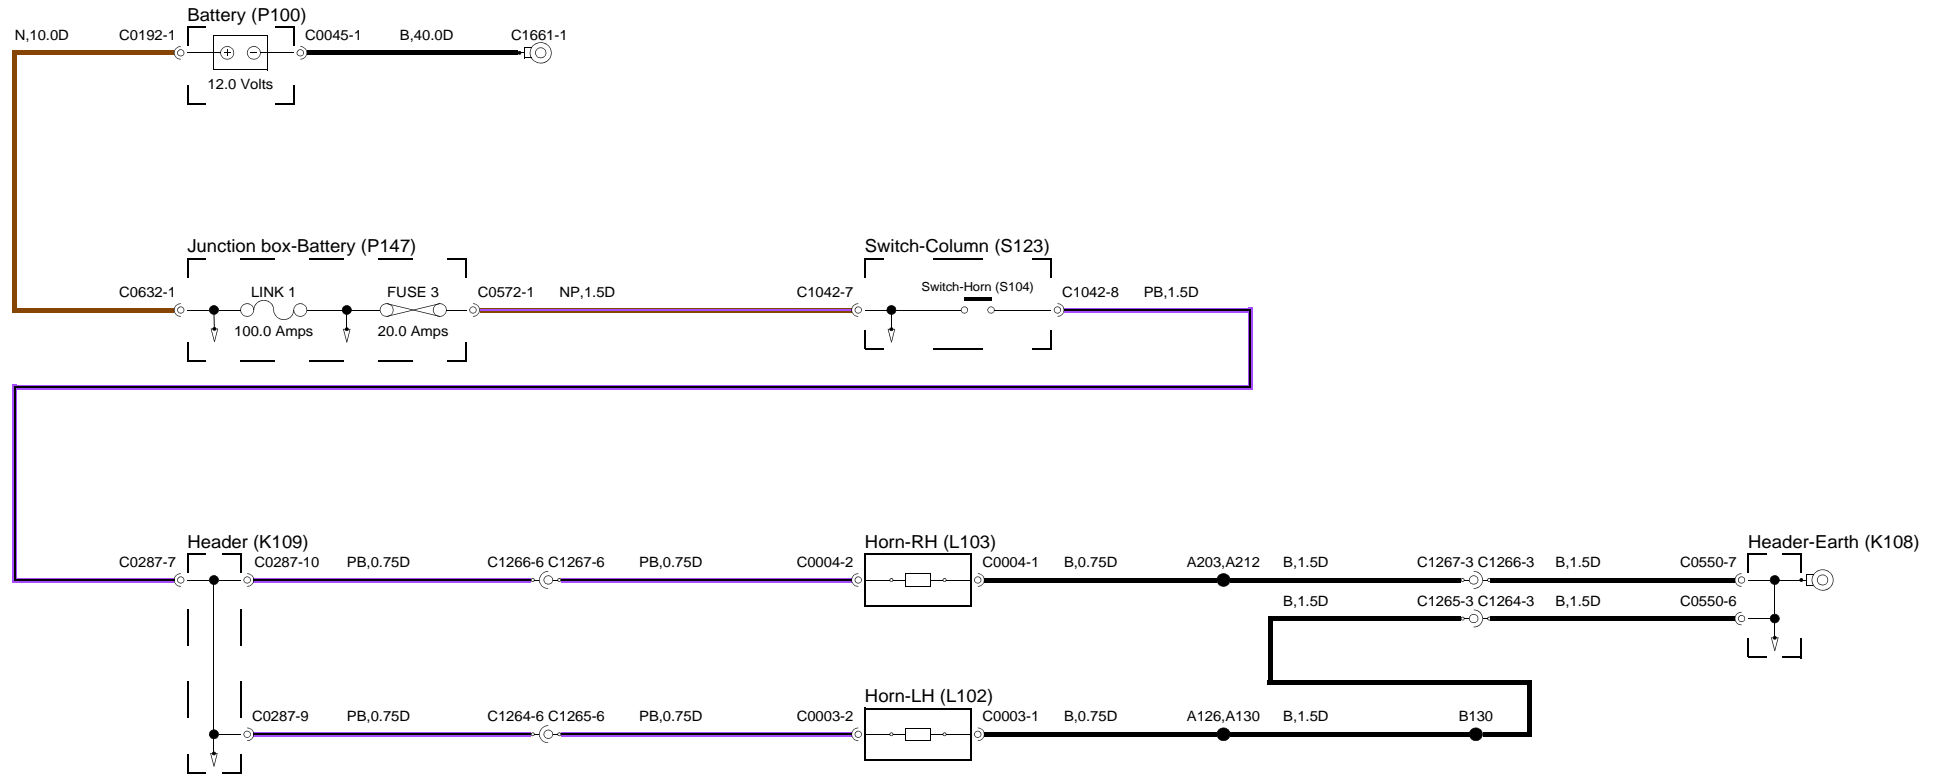 Battery (P100)
N,10.0D C0192-1 C0045-1 B,40.0D C1661-1
12.0 Volts
Junction box-Battery (P147) Switch-Column (S123)
C0632-1 LINK 1 FUSE 3 C0572-1 NP,1.5D C1042-7 Switch-Horn (S104) C1042-8 PB,1.5D
100.0 Amps 20.0 Amps
Header (K109) Horn-RH (L103) Header-Earth (K108)
C0287-7 C0287-10 PB,0.75D C1266-6 C1267-6 PB,0.75D C0004-2 C0004-1 B,0.75D A203,A212 B,1.5D C1267-3 C1266-3 B,1.5D C0550-7
B,1.5D C1265-3 C1264-3 B,1.5D C0550-6
Horn-LH (L102)
C0287-9 PB,0.75D C1264-6 C1265-6 PB,0.75D C0003-2 C0003-1 B,0.75D A126,A130 B,1.5D B130